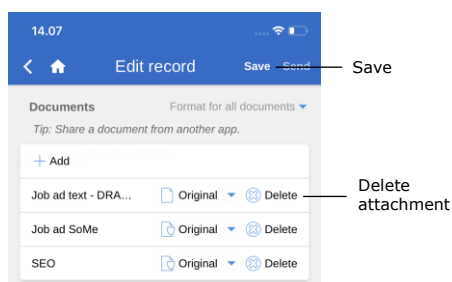 14.07
Edit record Save Send Save
Documents Format for all documents
Tip: Share a document from another app.
+ Add
Job ad text - DRA... Original Delete Delete attachment
Job ad SoMe Original Delete
SEO Original Delete